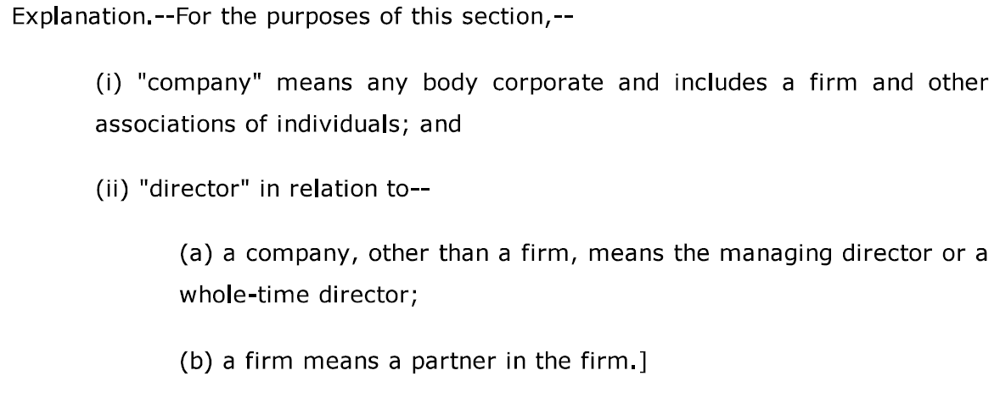 Explanation.--For the purposes of this section,--
(i) "company" means any body corporate and includes a firm and other
associations of individuals; and
(ii) "director" in relation to--
(a) a company, other than a firm, means the managing director or a
whole-time director;
(b) a firm means a partner in the firm.]